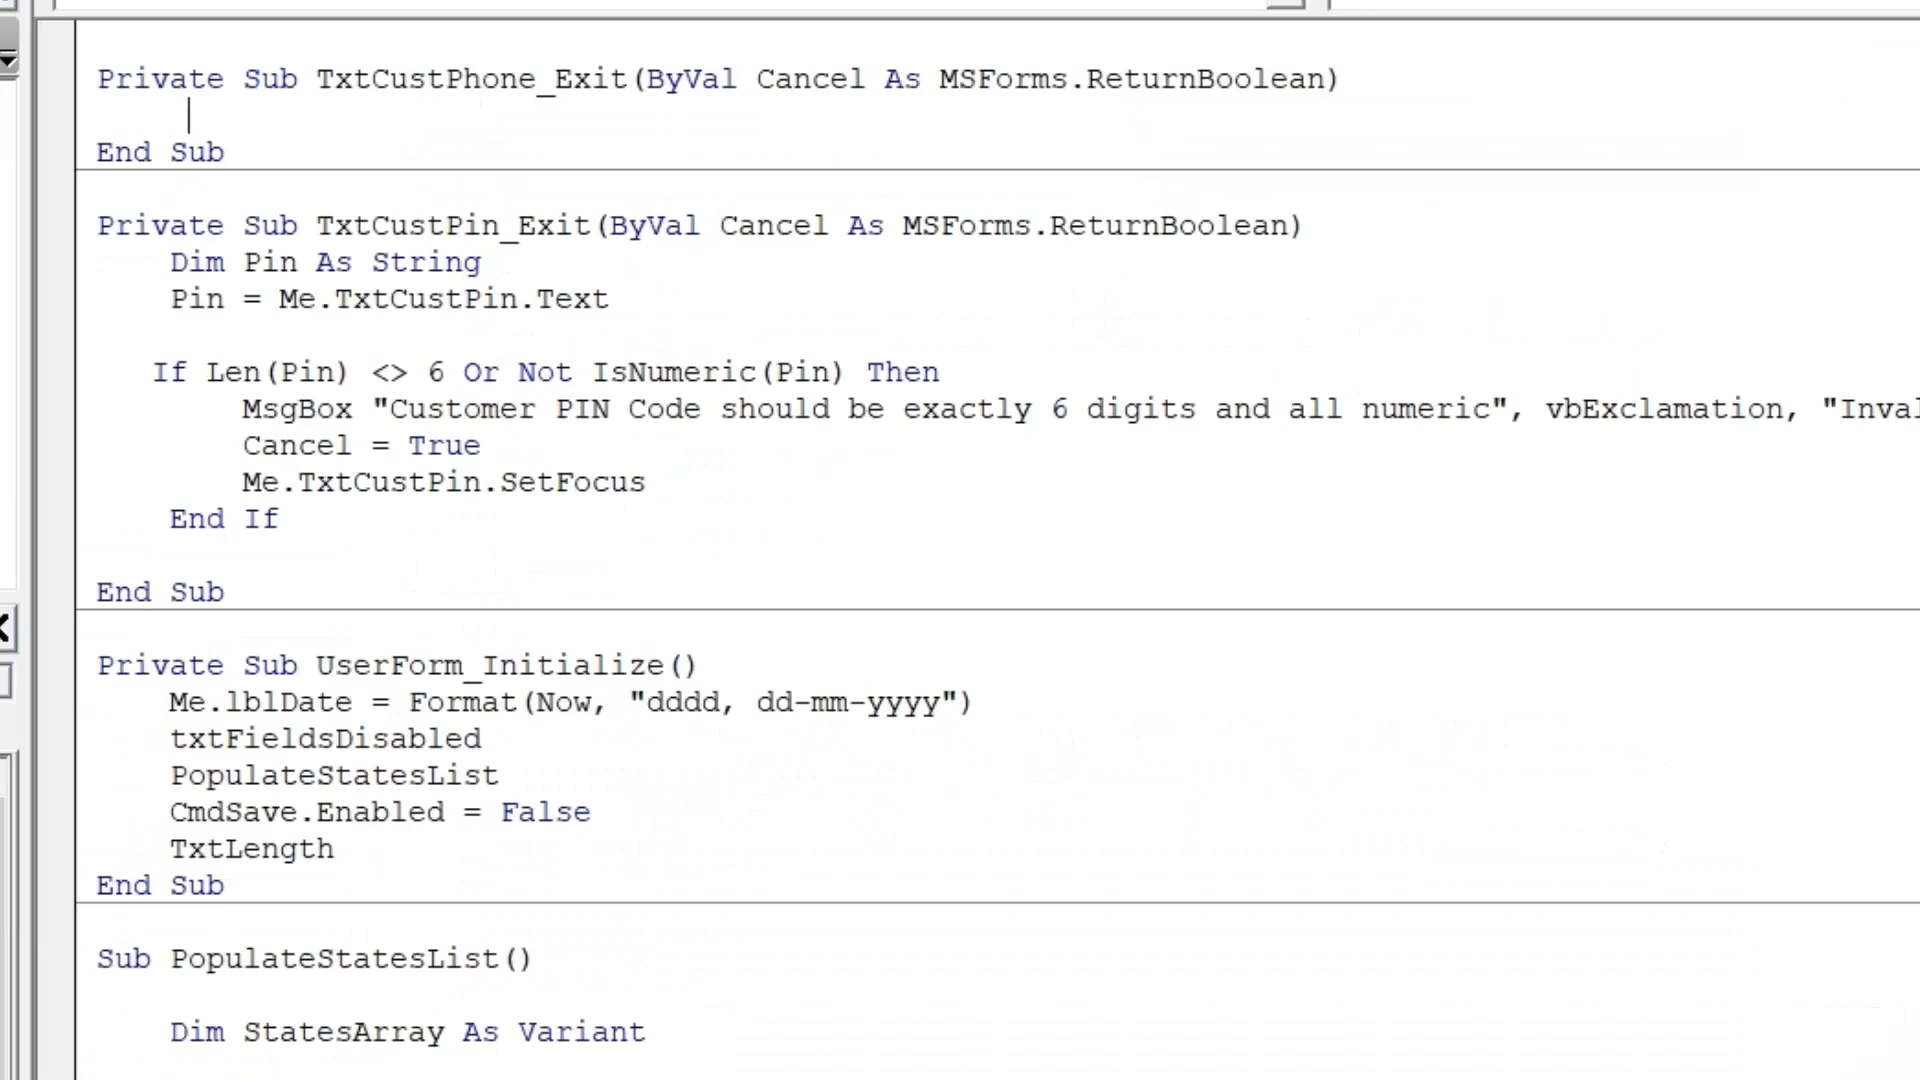 Private Sub TxtCustPhone_Exit(ByVal Cancel As MSForms.ReturnBoolean)
End Sub
Private Sub TxtCustPin_Exit(ByVal Cancel As MSForms.ReturnBoolean)
Dim Pin As String
Pin = Me.TxtCustPin.Text
If Len(Pin) <> 6 Or Not IsNumeric(Pin) Then
MsgBox "Customer PIN Code should be exactly 6 digits and all numeric", vbExclamation, "Inval
Cancel = True
Me.TxtCustPin.SetFocus
End If
End Sub
Private Sub UserForm_Initialize()
Me.lblDate = Format(Now, "dddd, dd-mm-yyyy")
txtFieldsDisabled
PopulateStatesList
CmdSave.Enabled = False
TxtLength
End Sub
Sub PopulateStatesList()
Dim StatesArray As Variant